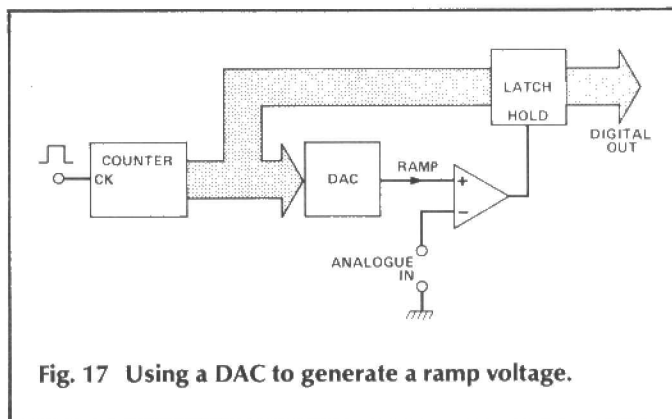 LATCH
HOLD
DIGITAL
OUT
COUNTER
CK
DAC
RAMP
+
−
ANALOGUE
IN
Fig. 17 Using a DAC to generate a ramp voltage.